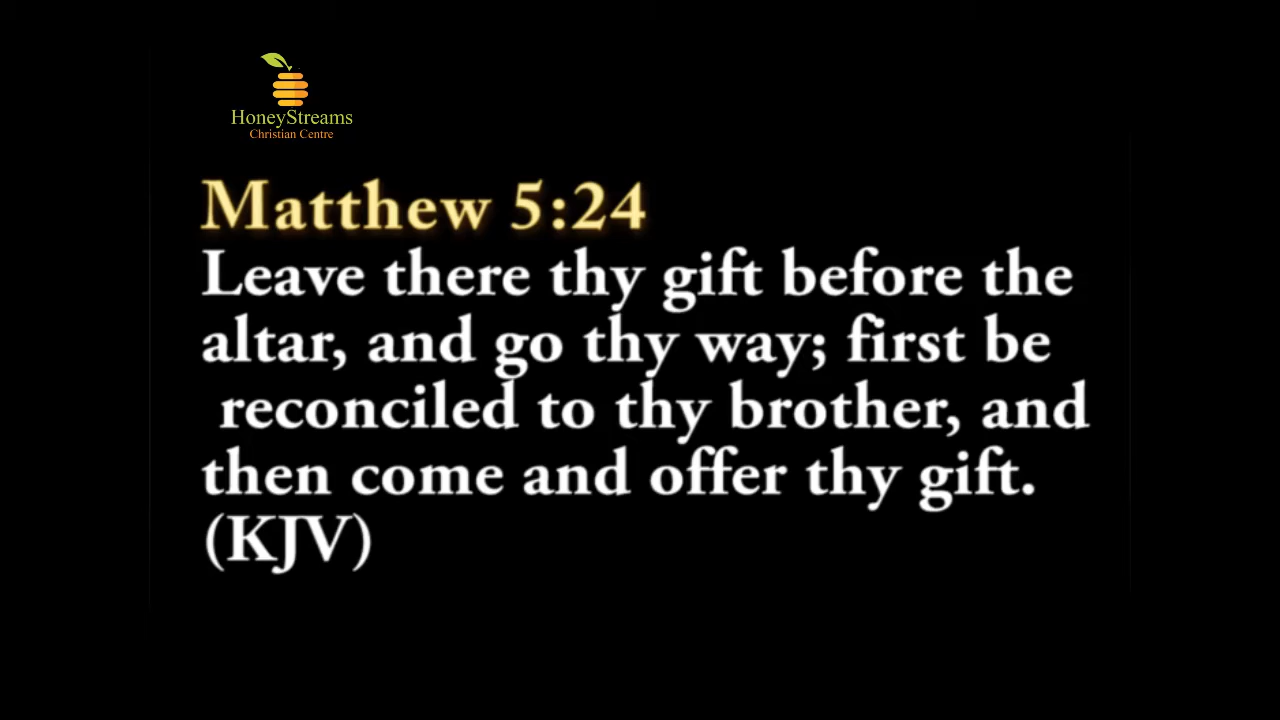 HoneyStreams
Christian Centre
Matthew 5:24
Leave there thy gift before the
altar, and go thy way; first be
reconciled to thy brother, and
then come and offer thy gift.
(KJV)